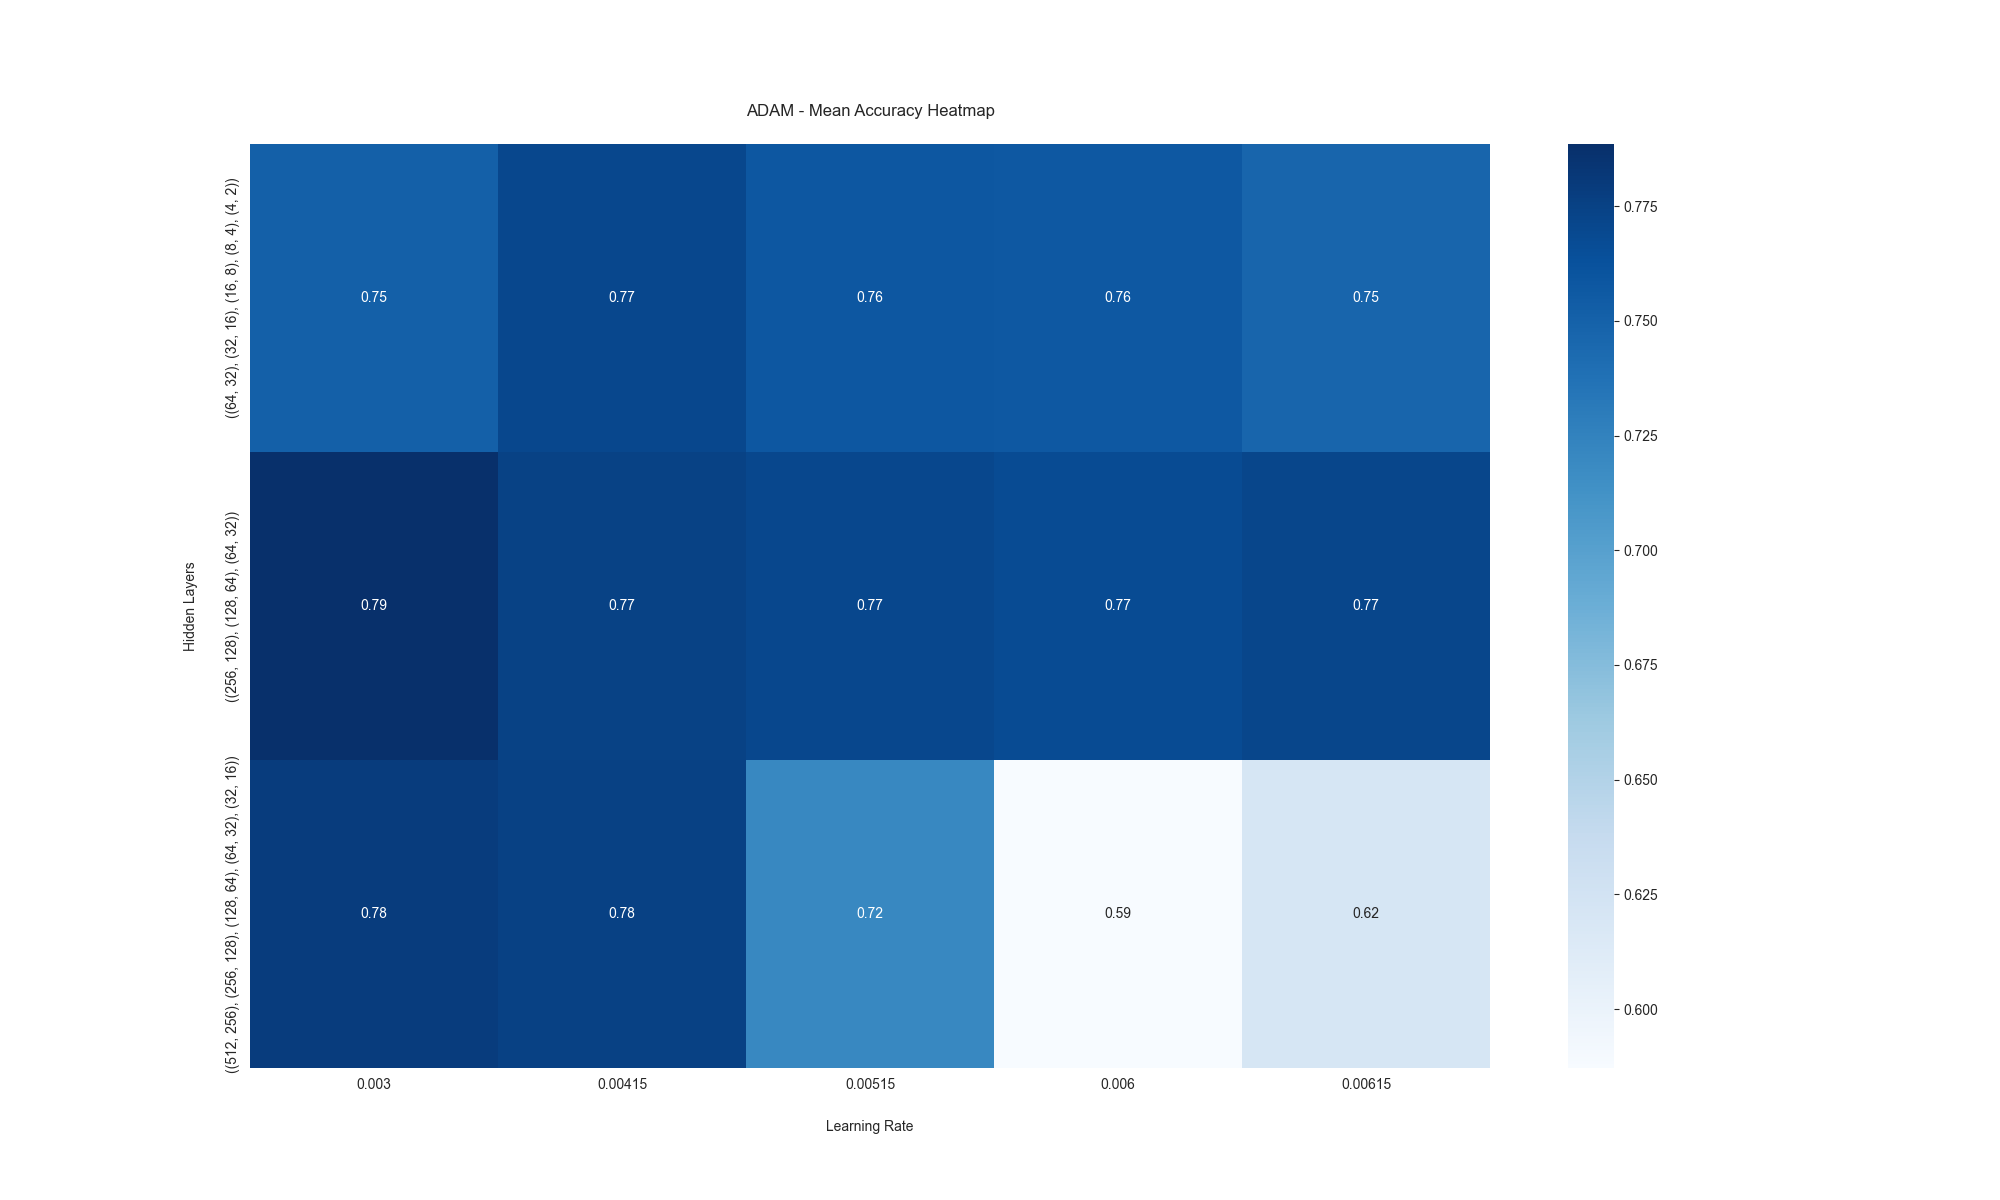 ADAM - Mean Accuracy Heatmap
((64, 32), (32, 16), (16, 8), (8, 4), (4, 2))
0.75 0.77 0.76 0.76 0.75
((256, 128), (128, 64), (64, 32))
0.79 0.77 0.77 0.77 0.77
((512, 256), (256, 128), (128, 64), (64, 32), (32, 16))
0.78 0.78 0.72 0.59 0.62
Hidden Layers
0.003 0.00415 0.00515 0.006 0.00615
Learning Rate
0.775
0.750
0.725
0.700
0.675
0.650
0.625
0.600